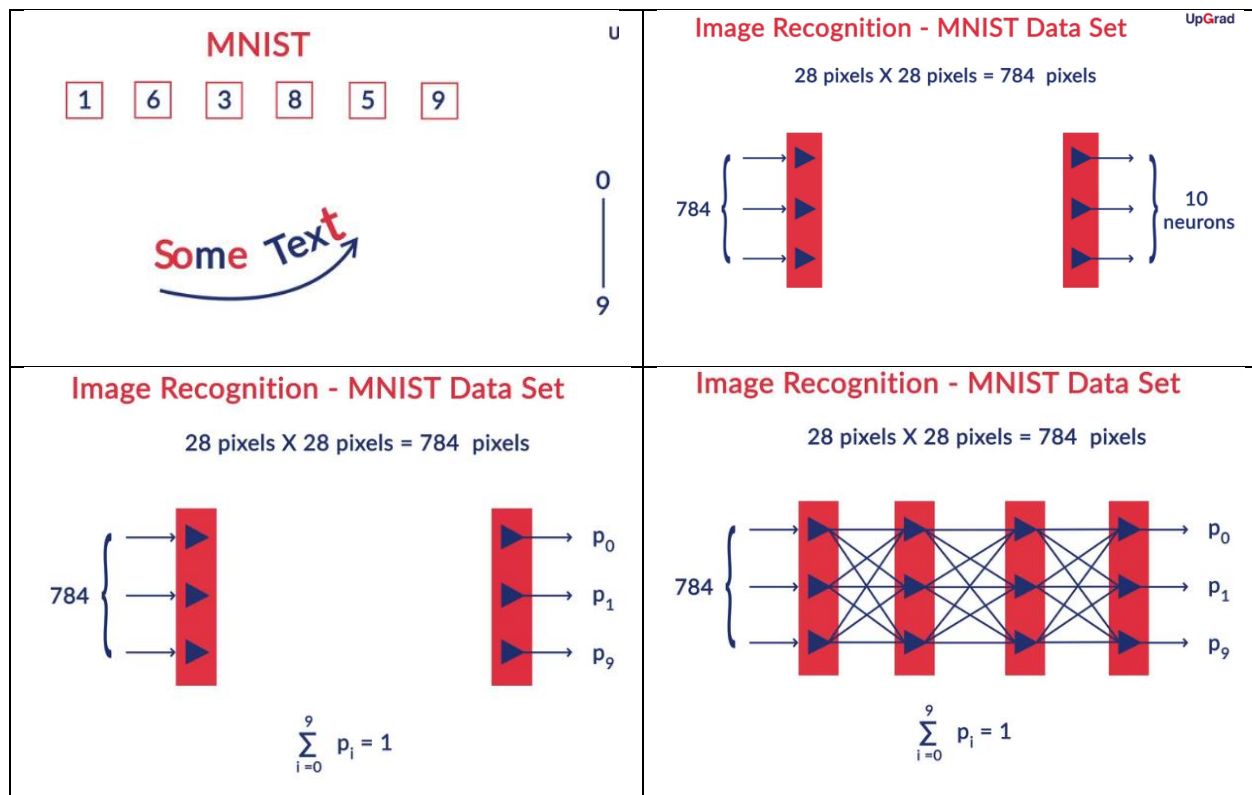 MNIST
U
1 6 3 8 5 9
Some Text
0
9
Image Recognition - MNIST Data Set
UpGrad
28 pixels X 28 pixels = 784 pixels
784
10
neurons
Image Recognition - MNIST Data Set
28 pixels X 28 pixels = 784 pixels
784
p₀
p₁
p₉
9
Σ pᵢ = 1
i =0
Image Recognition - MNIST Data Set
28 pixels X 28 pixels = 784 pixels
784
p₀
p₁
p₉
9
Σ pᵢ = 1
i =0